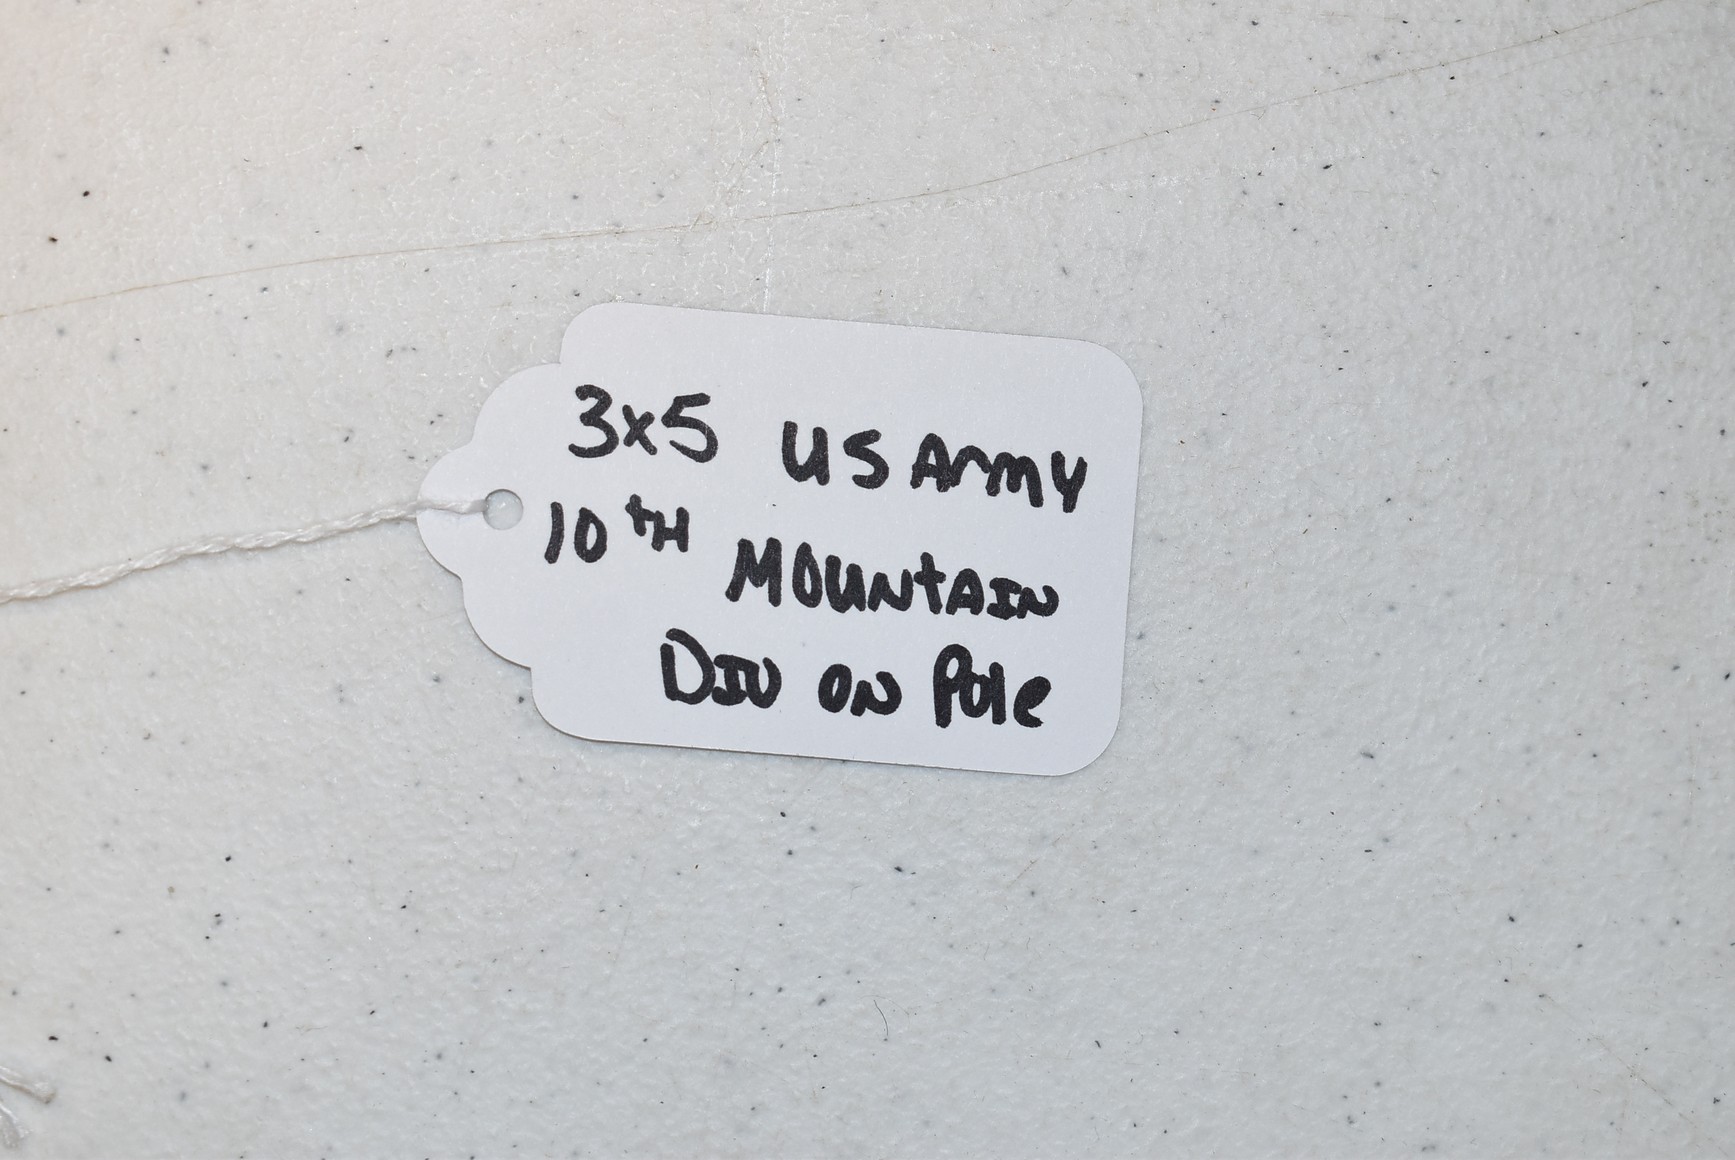 3x5 US Army
10TH MOUNTAIN
DIV ON Pole